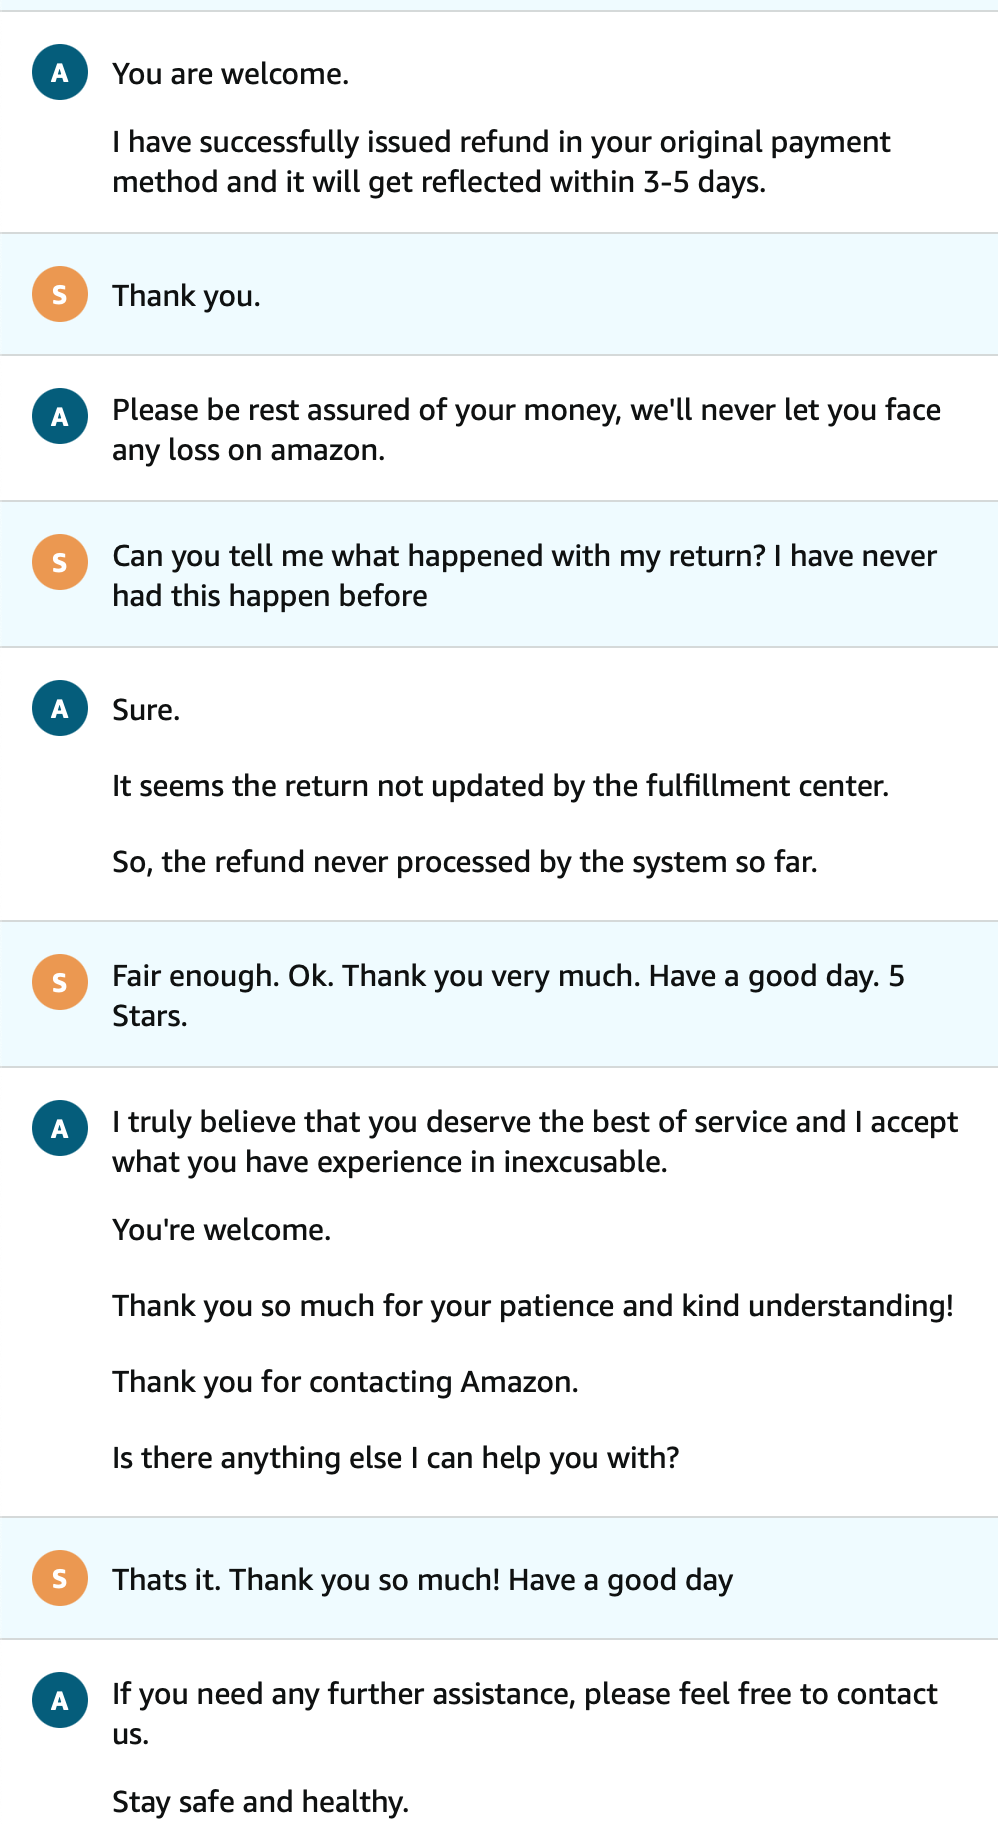 A
You are welcome.
I have successfully issued refund in your original payment
method and it will get reflected within 3-5 days.
S
Thank you.
A
Please be rest assured of your money, we'll never let you face
any loss on amazon.
S
Can you tell me what happened with my return? I have never
had this happen before
A
Sure.
It seems the return not updated by the fulfillment center.
So, the refund never processed by the system so far.
S
Fair enough. Ok. Thank you very much. Have a good day. 5
Stars.
A
I truly believe that you deserve the best of service and I accept
what you have experience in inexcusable.
You're welcome.
Thank you so much for your patience and kind understanding!
Thank you for contacting Amazon.
Is there anything else I can help you with?
S
Thats it. Thank you so much! Have a good day
A
If you need any further assistance, please feel free to contact
us.
Stay safe and healthy.